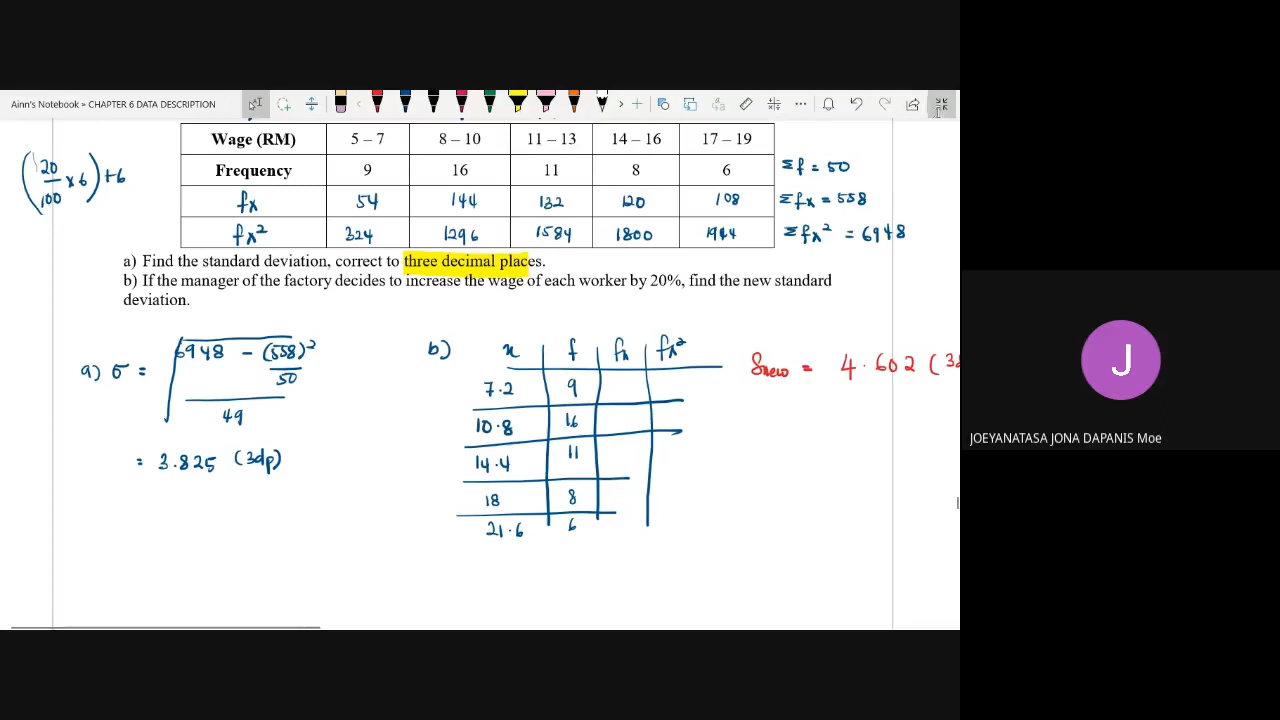 Ainn's Notebook > CHAPTER 6 DATA DESCRIPTION
Wage (RM) 5 – 7 8 – 10 11 – 13 14 – 16 17 – 19
Frequency 9 16 11 8 6 Σf = 50
(20/100 × 6) + 6
fx 54 144 132 120 108 Σfx = 558
fx² 324 1296 1584 1800 1944 Σfx² = 6948
a) Find the standard deviation, correct to three decimal places.
b) If the manager of the factory decides to increase the wage of each worker by 20%, find the new standard
deviation.
a) σ = √((6948 − (558)²/50)/49)
= 3.825 (3dp)
b) x f fx fx²
7.2 9
10.8 16
14.4 11
18 8
21.6 6
Snew = 4.602 (3d
J
JOEYANATASA JONA DAPANIS Moe